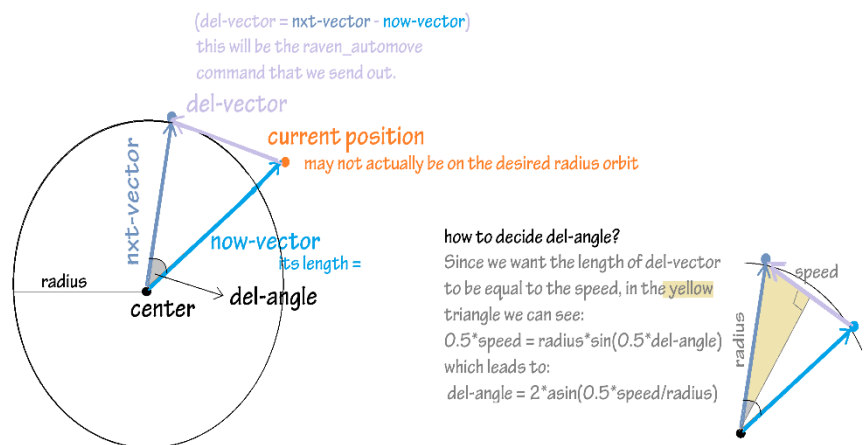 (del-vector = nxt-vector - now-vector)
this will be the raven_automove
command that we send out.
del-vector
current position
may not actually be on the desired radius orbit
nxt-vector
now-vector
its length =
radius
center
del-angle
how to decide del-angle?
Since we want the length of del-vector
to be equal to the speed, in the yellow
triangle we can see:
0.5*speed = radius*sin(0.5*del-angle)
which leads to:
del-angle = 2*asin(0.5*speed/radius)
speed
radius